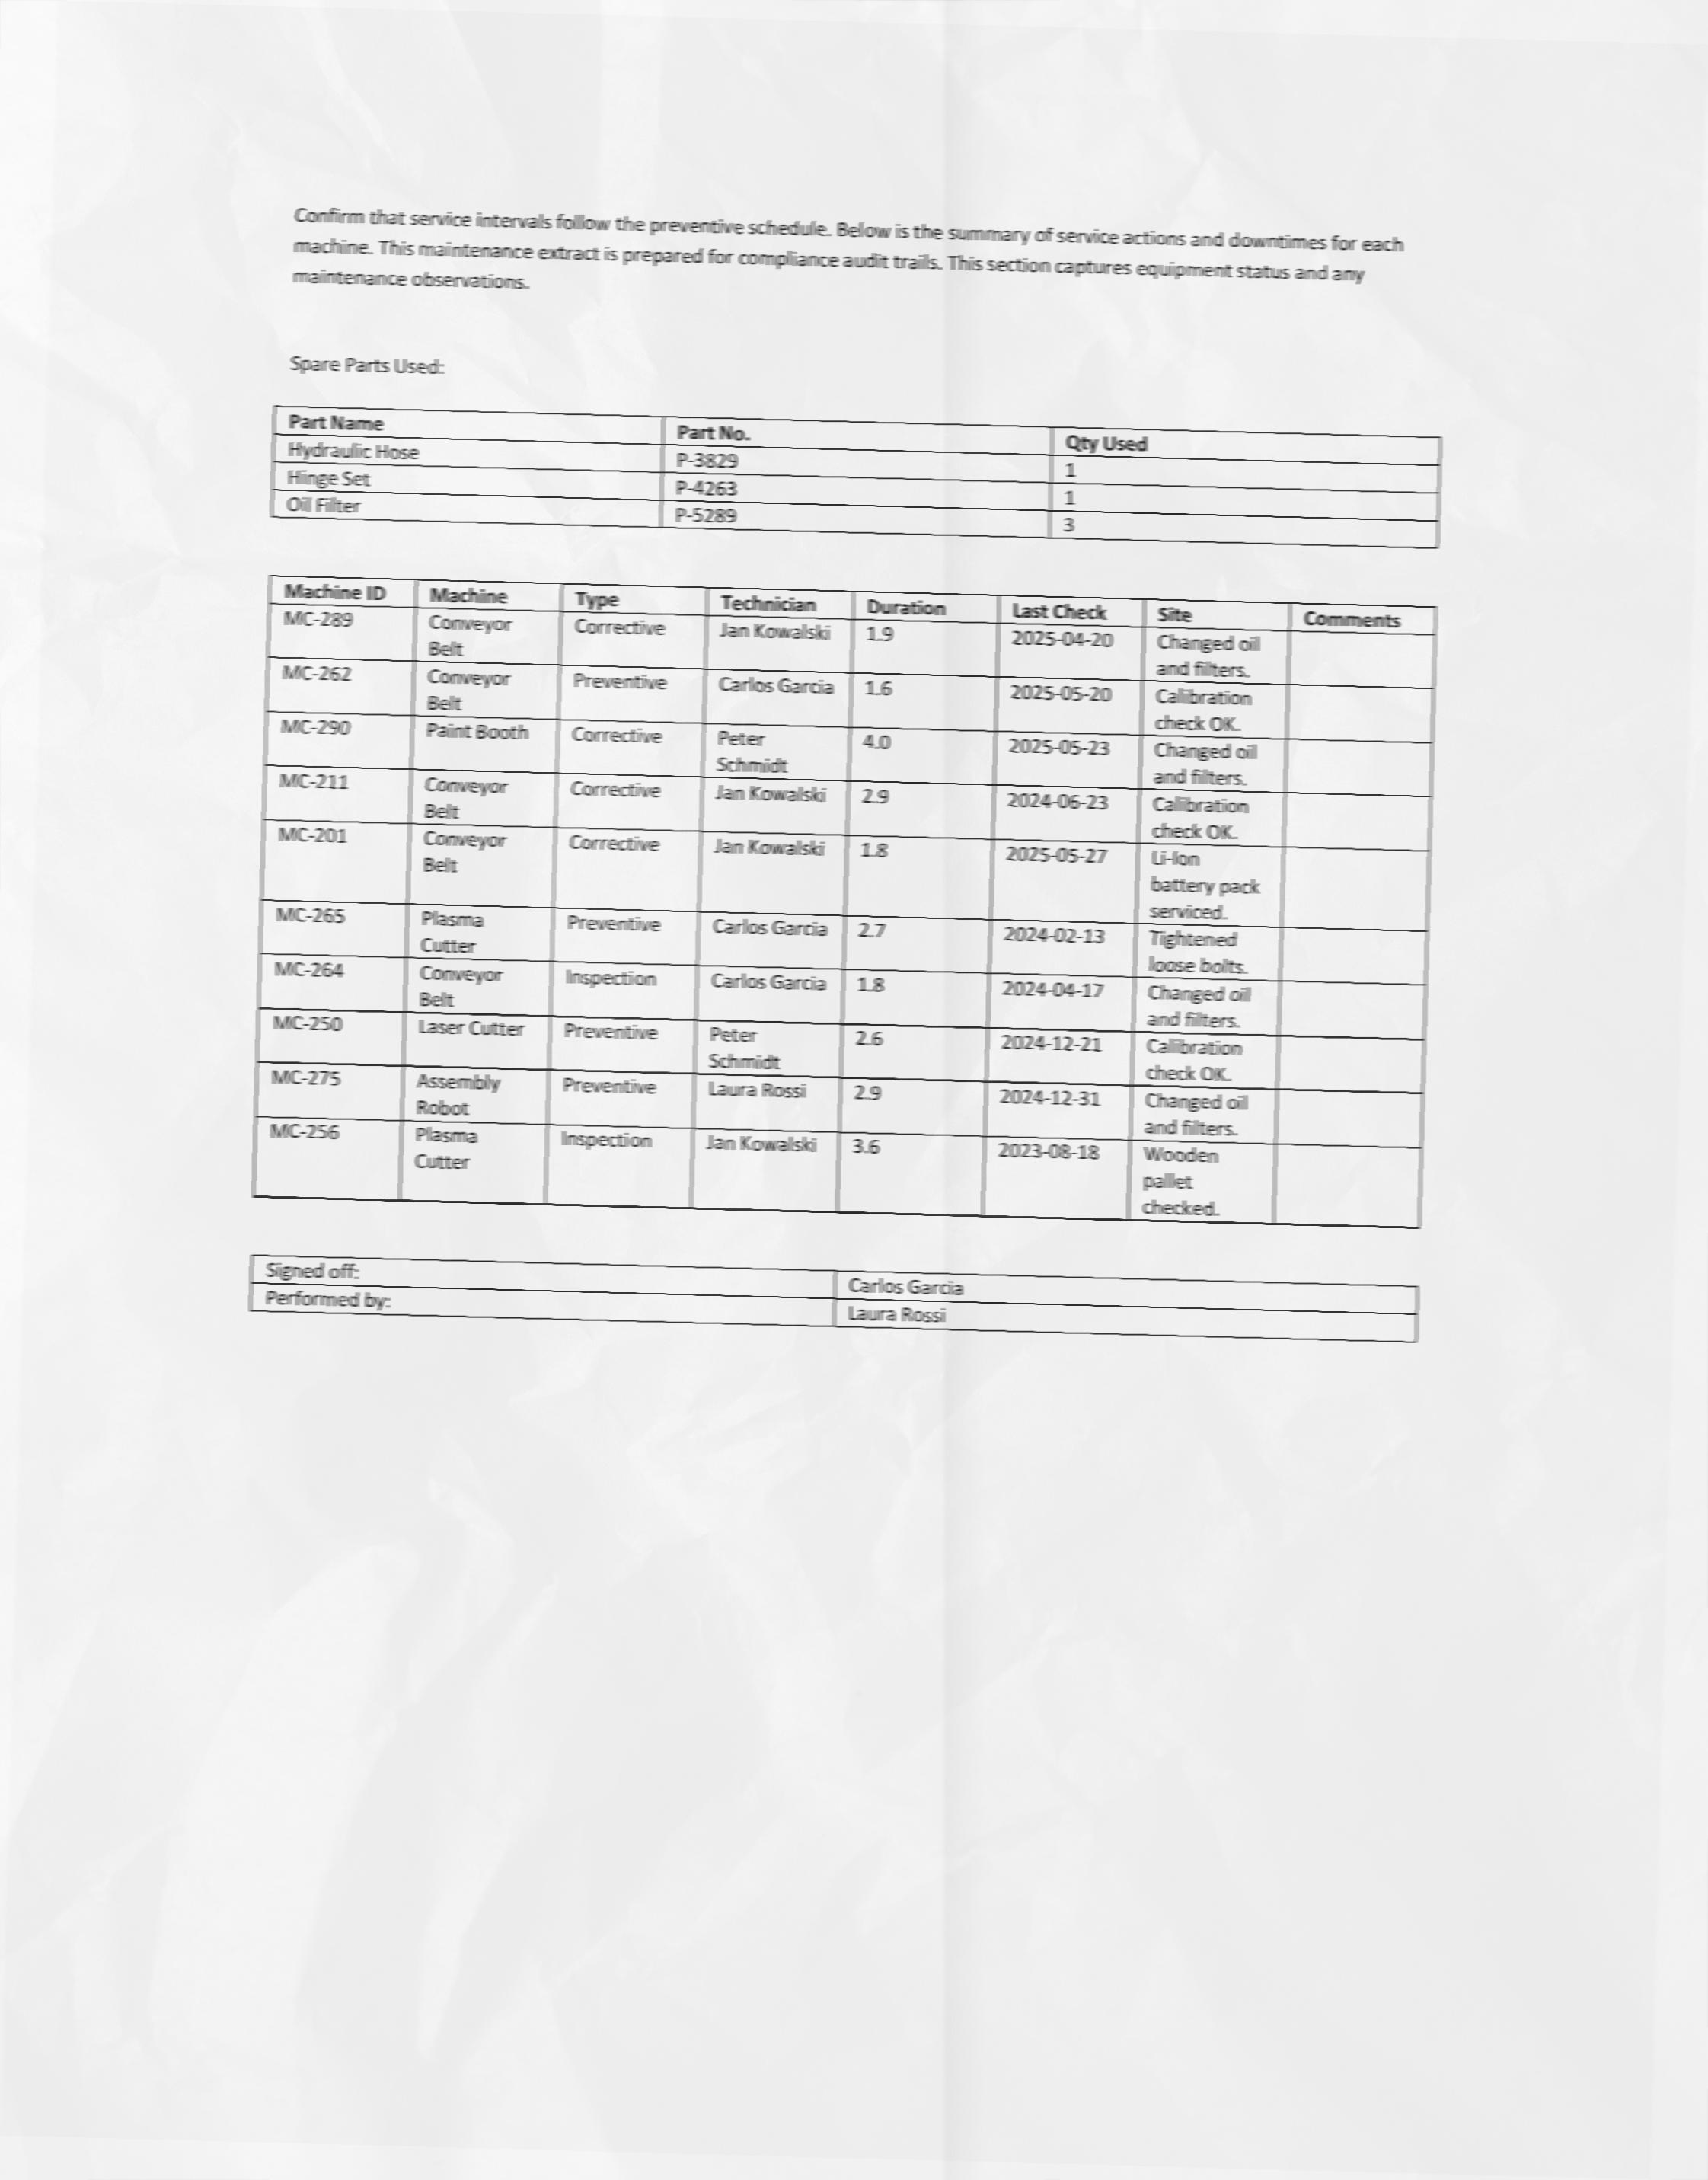 Confirm that service intervals follow the preventive schedule. Below is the summary of service actions and downtimes for each
machine. This maintenance extract is prepared for compliance audit trails. This section captures equipment status and any
maintenance observations.
Spare Parts Used:
Part Name Part No. Qty Used
Hydraulic Hose P-3829 1
Hinge Set P-4263 1
Oil Filter P-5289 3
Machine ID Machine Type Technician Duration Last Check Site Comments
MC-289 Conveyor Corrective Jan Kowalski 1.9 2025-04-20 Changed oil
Belt and filters.
MC-262 Conveyor Preventive Carlos Garcia 1.6 2025-05-20 Calibration
Belt check OK.
MC-290 Paint Booth Corrective Peter 4.0 2025-05-23 Changed oil
Schmidt and filters.
MC-211 Conveyor Corrective Jan Kowalski 2.9 2024-06-23 Calibration
Belt check OK.
MC-201 Conveyor Corrective Jan Kowalski 1.8 2025-05-27 Li-Ion
Belt battery pack
serviced.
MC-265 Plasma Preventive Carlos Garcia 2.7 2024-02-13 Tightened
Cutter loose bolts.
MC-264 Conveyor Inspection Carlos Garcia 1.8 2024-04-17 Changed oil
Belt and filters.
MC-250 Laser Cutter Preventive Peter 2.6 2024-12-21 Calibration
Schmidt check OK.
MC-275 Assembly Preventive Laura Rossi 2.9 2024-12-31 Changed oil
Robot and filters.
MC-256 Plasma Inspection Jan Kowalski 3.6 2023-08-18 Wooden
Cutter pallet
checked.
Signed off: Carlos Garcia
Performed by: Laura Rossi